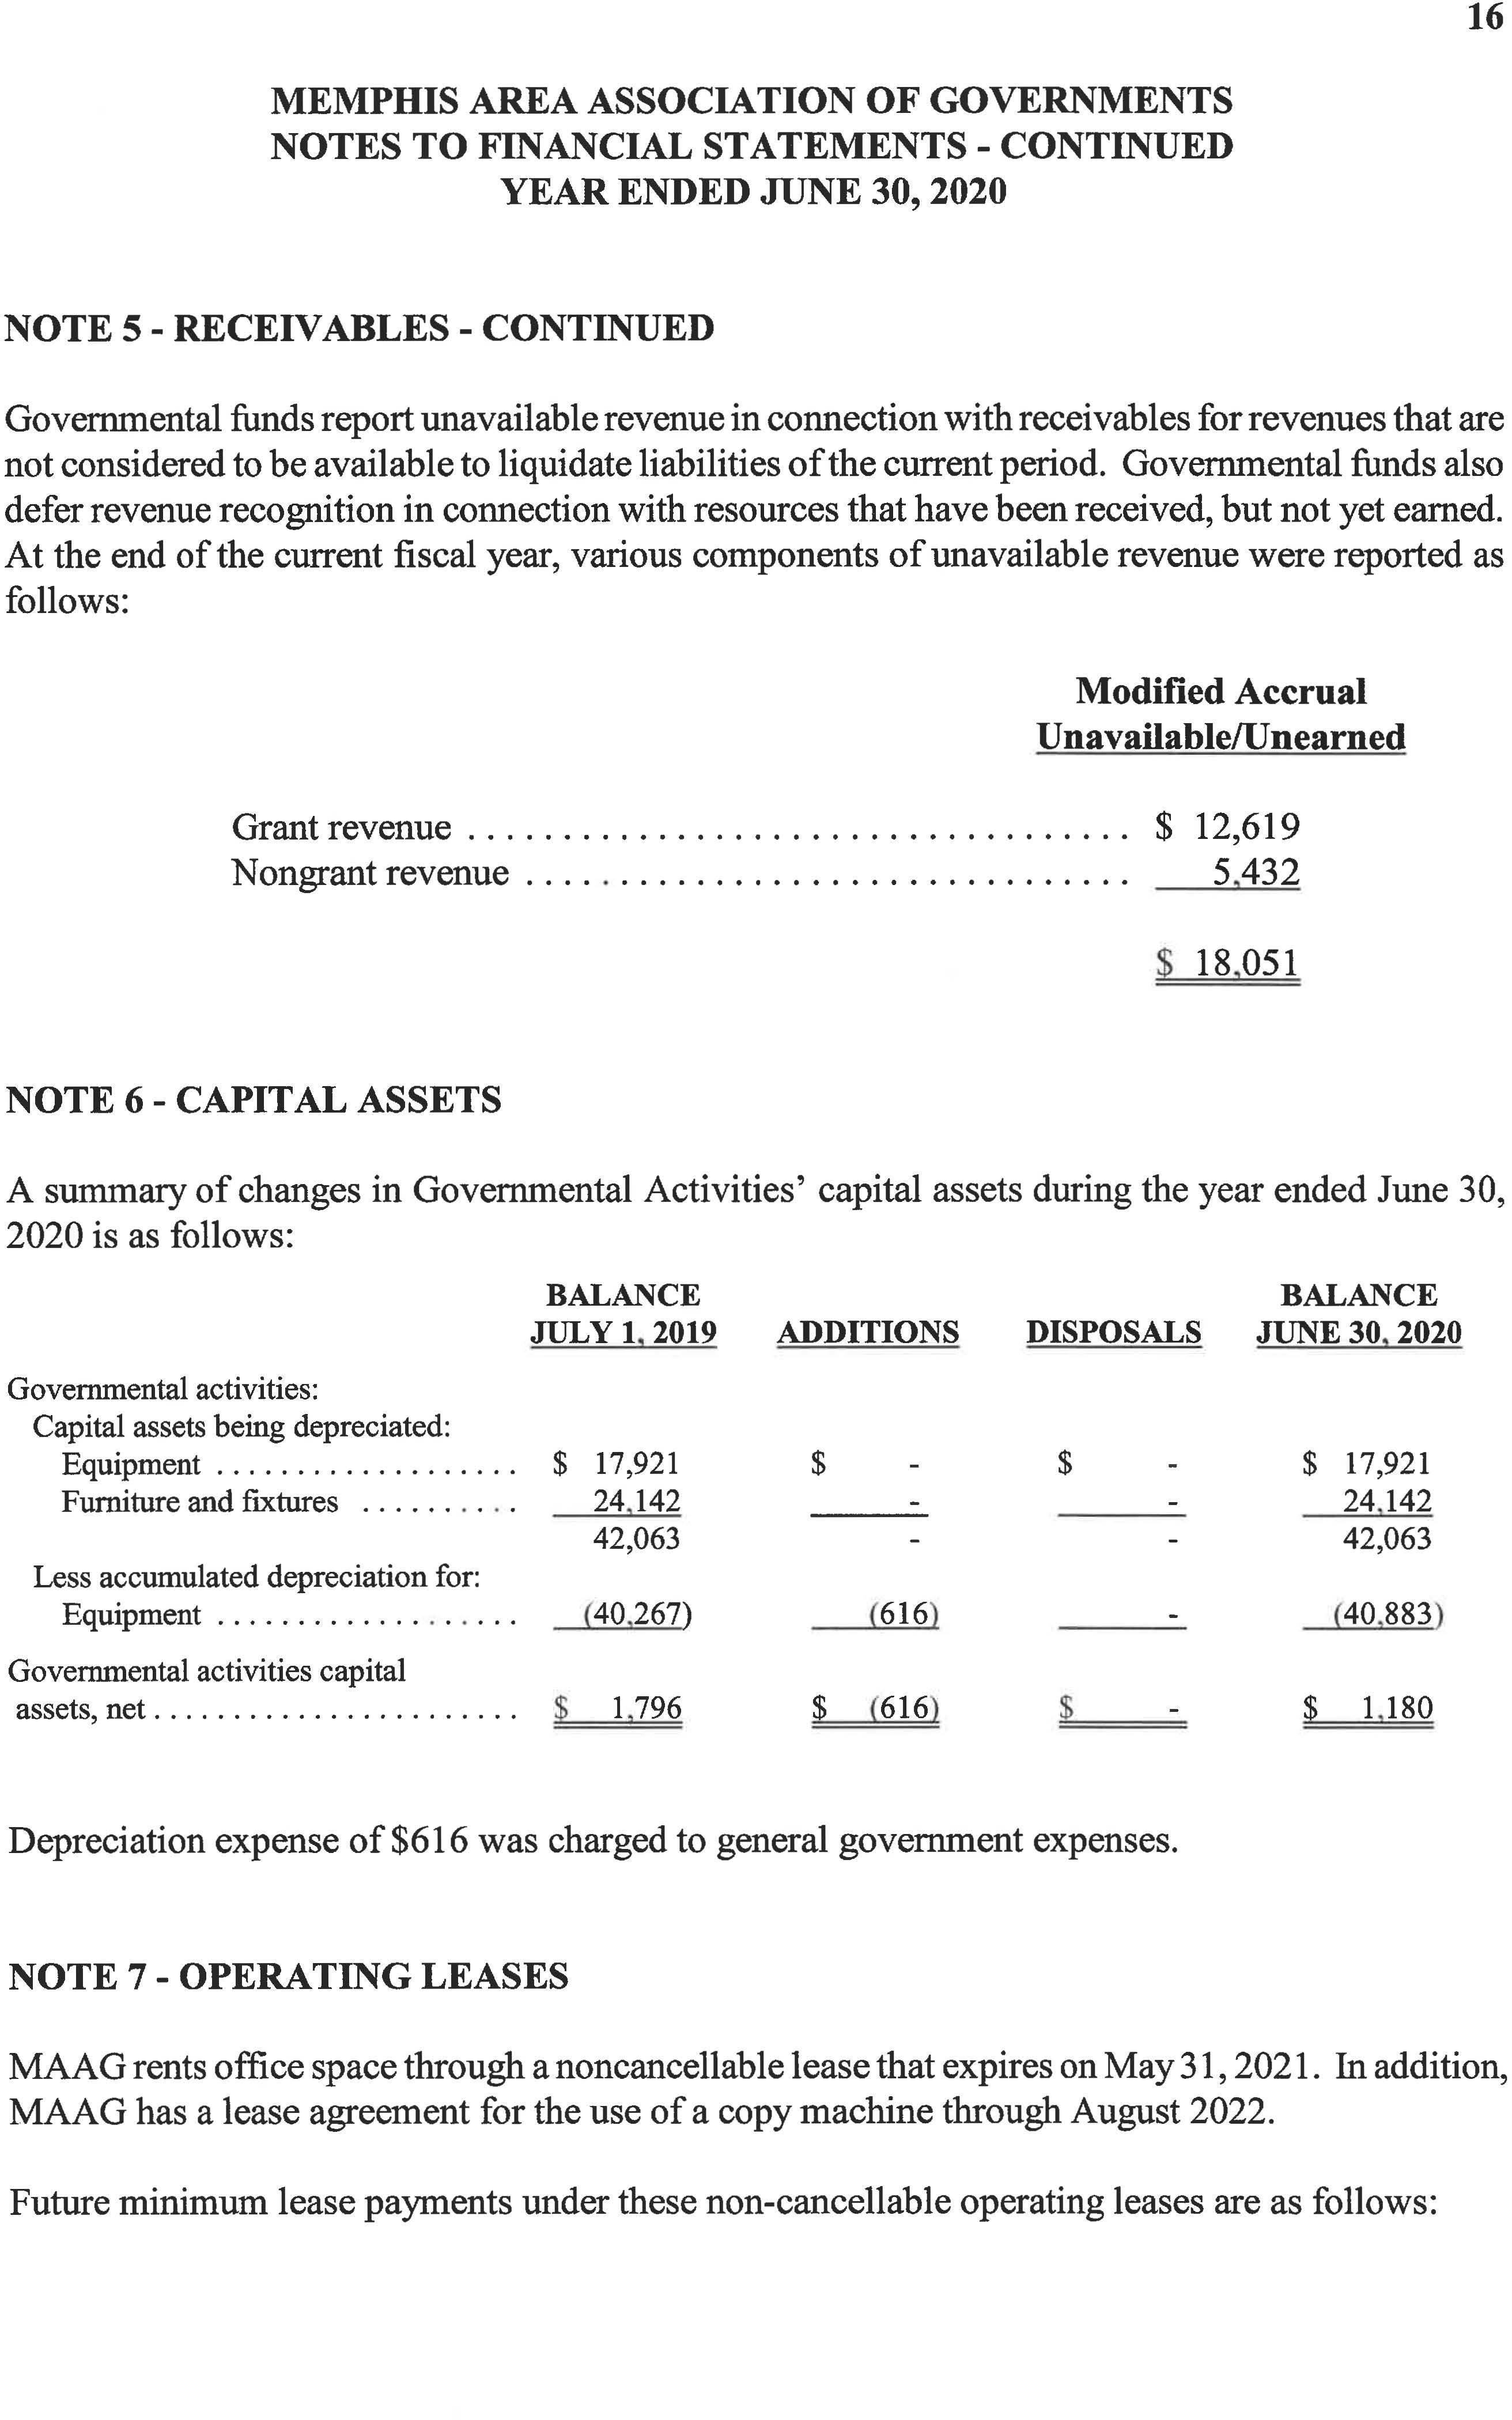 16
MEMPHIS AREA ASSOCIATION OF GOVERNMENTS
NOTES TO FINANCIAL STATEMENTS - CONTINUED
YEAR ENDED JUNE 30, 2020
NOTE 5 - RECEIVABLES - CONTINUED
Governmental funds report unavailable revenue in connection with receivables for revenues that are
not considered to be available to liquidate liabilities of the current period. Governmental funds also
defer revenue recognition in connection with resources that have been received, but not yet earned.
At the end of the current fiscal year, various components of unavailable revenue were reported as
follows:
Modified Accrual
Unavailable/Unearned
Grant revenue . . . . . . . . . . . . . . . . . . . . . . . . . . . . . . . . . . . $ 12,619
Nongrant revenue . . . . . . . . . . . . . . . . . . . . . . . . . . . . . . . . 5,432
$ 18,051
NOTE 6 - CAPITAL ASSETS
A summary of changes in Governmental Activities’ capital assets during the year ended June 30,
2020 is as follows:
BALANCE BALANCE
JULY 1, 2019 ADDITIONS DISPOSALS JUNE 30, 2020
Governmental activities:
Capital assets being depreciated:
Equipment . . . . . . . . . . . . . . . . . . . $ 17,921 $ - $ - $ 17,921
Furniture and fixtures . . . . . . . . . . 24,142 - - 24,142
42,063 - - 42,063
Less accumulated depreciation for:
Equipment . . . . . . . . . . . . . . . . . . . (40,267) (616) - (40,883)
Governmental activities capital
assets, net . . . . . . . . . . . . . . . . . . . . . . . $ 1,796 $ (616) $ - $ 1,180
Depreciation expense of $616 was charged to general government expenses.
NOTE 7 - OPERATING LEASES
MAAG rents office space through a noncancellable lease that expires on May 31, 2021. In addition,
MAAG has a lease agreement for the use of a copy machine through August 2022.
Future minimum lease payments under these non-cancellable operating leases are as follows: